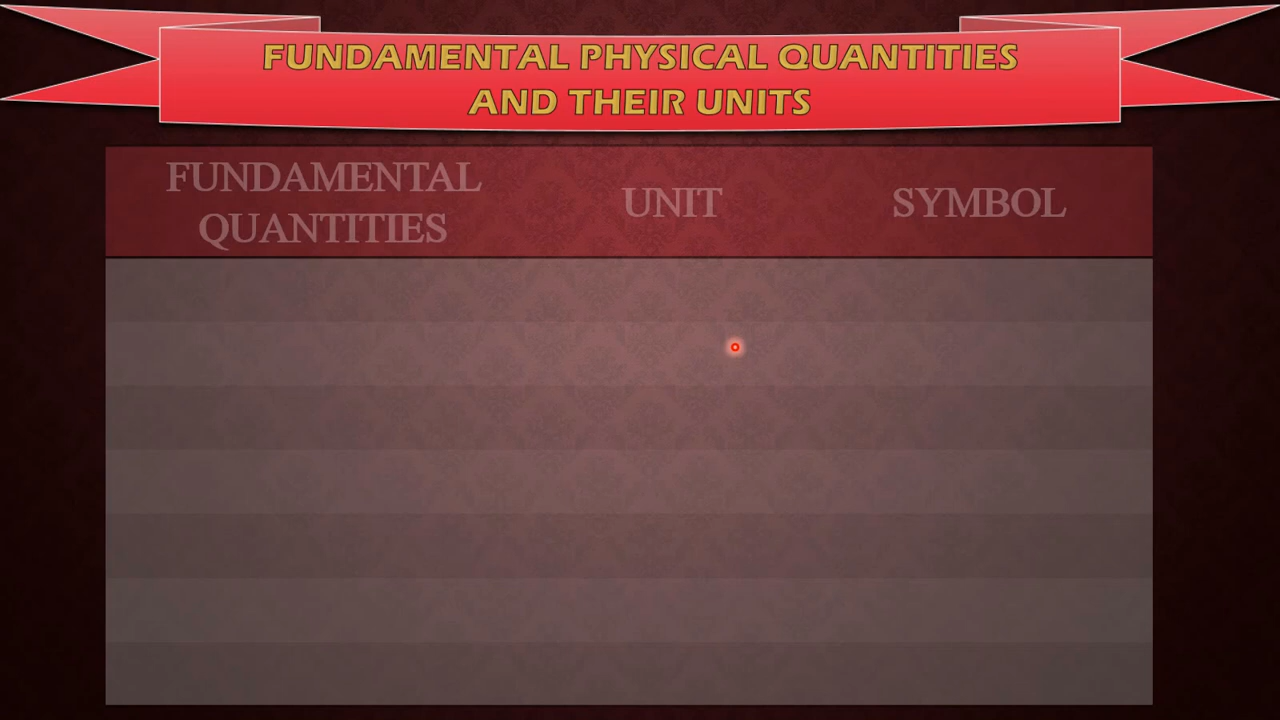 FUNDAMENTAL PHYSICAL QUANTITIES
AND THEIR UNITS
FUNDAMENTAL
QUANTITIES
UNIT
SYMBOL